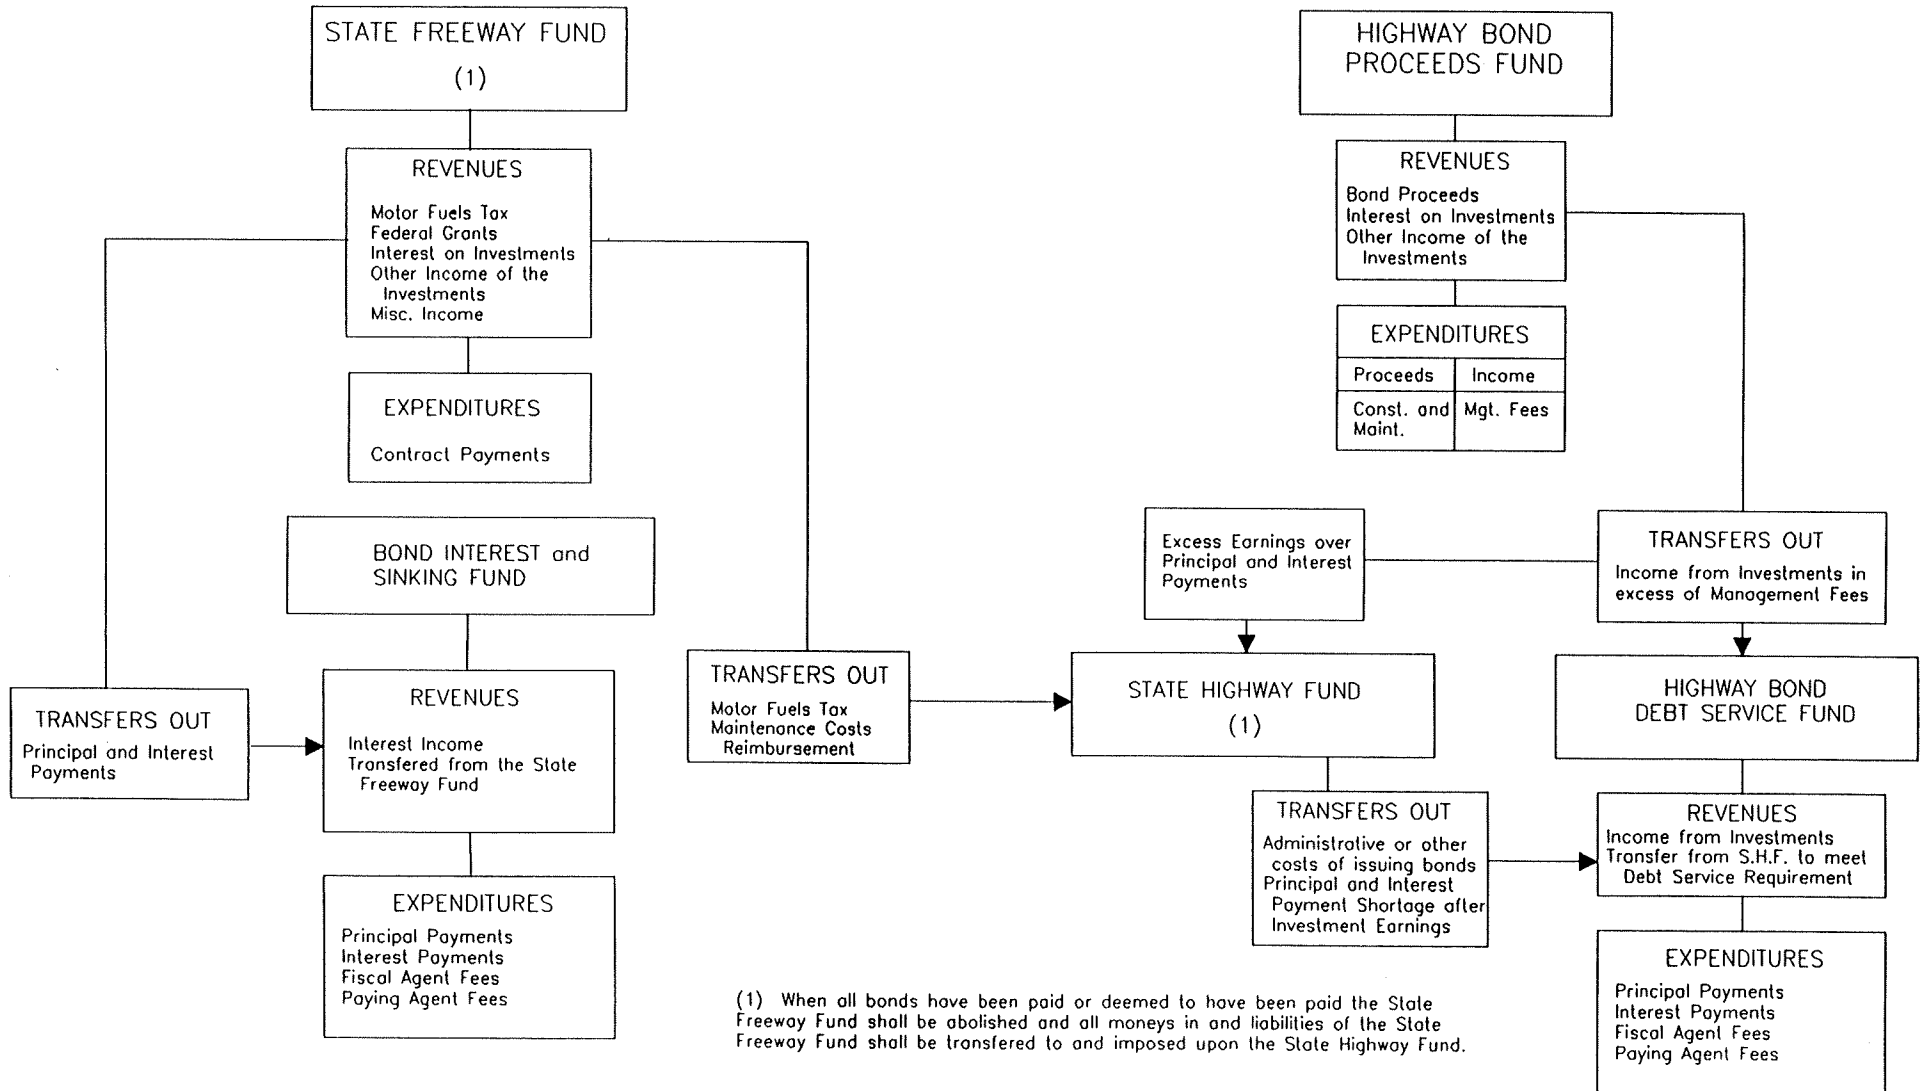 STATE FREEWAY FUND
(1)
REVENUES
Motor Fuels Tax
Federal Grants
Interest on Investments
Other Income of the
Investments
Misc. Income
EXPENDITURES
Contract Payments
BOND INTEREST and
SINKING FUND
TRANSFERS OUT
Principal and Interest
Payments
REVENUES
Interest Income
Transfered from the State
Freeway Fund
EXPENDITURES
Principal Payments
Interest Payments
Fiscal Agent Fees
Paying Agent Fees
TRANSFERS OUT
Motor Fuels Tax
Maintenance Costs
Reimbursement
HIGHWAY BOND
PROCEEDS FUND
REVENUES
Bond Proceeds
Interest on Investments
Other Income of the
Investments
EXPENDITURES
Proceeds Income
Const. and Mgt. Fees
Maint.
Excess Earnings over
Principal and Interest
Payments
TRANSFERS OUT
Income from Investments in
excess of Management Fees
STATE HIGHWAY FUND
(1)
HIGHWAY BOND
DEBT SERVICE FUND
TRANSFERS OUT
Administrative or other
costs of issuing bonds
Principal and Interest
Payment Shortage after
Investment Earnings
REVENUES
Income from Investments
Transfer from S.H.F. to meet
Debt Service Requirement
EXPENDITURES
Principal Payments
Interest Payments
Fiscal Agent Fees
Paying Agent Fees
(1) When all bonds have been paid or deemed to have been paid the State
Freeway Fund shall be abolished and all moneys in and liabilities of the State
Freeway Fund shall be transfered to and imposed upon the State Highway Fund.